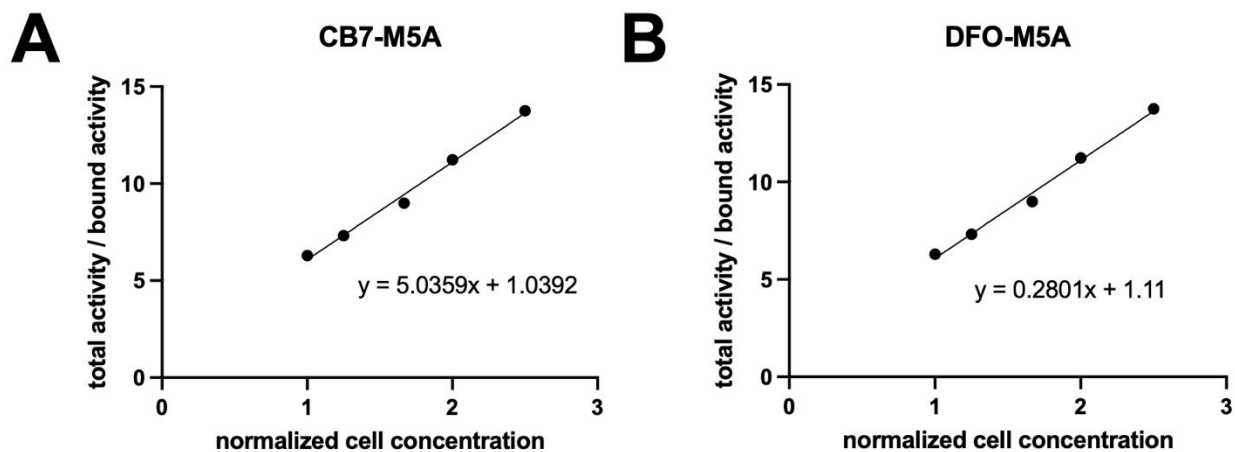 A
CB7-M5A
total activity / bound activity
15
10
5
0
y = 5.0359x + 1.0392
0
1
2
3
normalized cell concentration
B
DFO-M5A
total activity / bound activity
15
10
5
0
y = 0.2801x + 1.11
0
1
2
3
normalized cell concentration